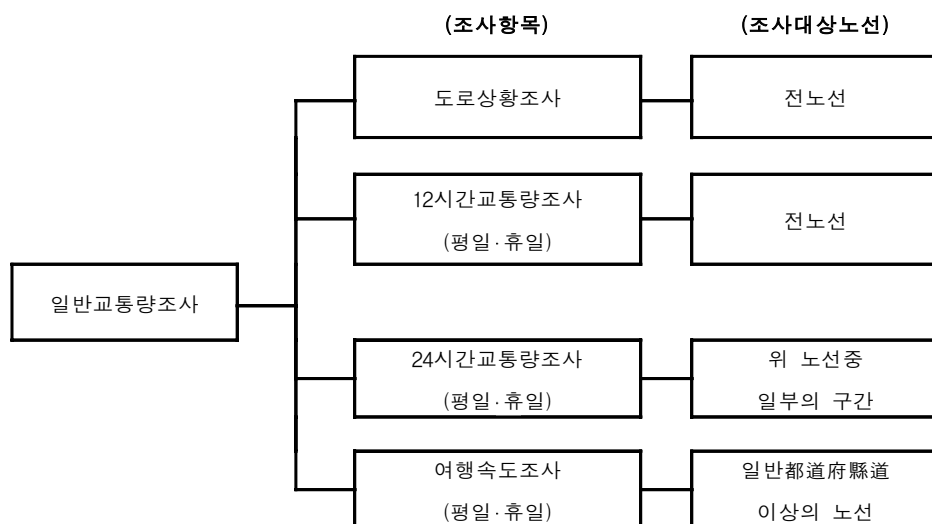 (조사항목)
(조사대상노선)
도로상황조사
전노선
12시간교통량조사
(평일·휴일)
전노선
일반교통량조사
24시간교통량조사
(평일·휴일)
위 노선중
일부의 구간
여행속도조사
(평일·휴일)
일반都道府縣道
이상의 노선